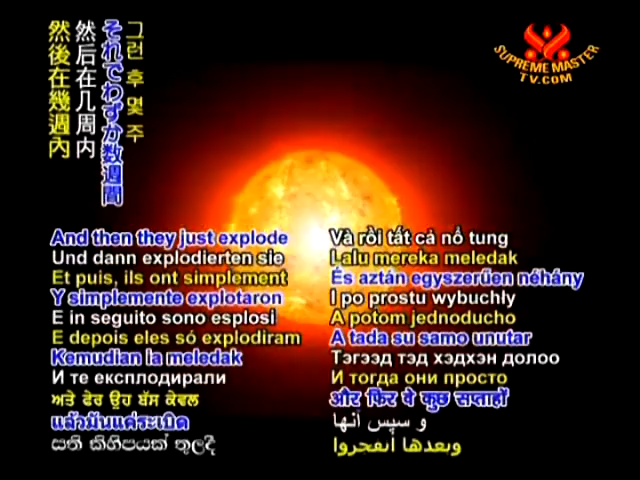 그런 후 몇 주
それでわずか数週間
然后在几周内
然後在幾週內
SUPREME MASTER
TV.COM
And then they just explode
Und dann explodierten sie
Et puis, ils ont simplement
Y simplemente explotaron
E in seguito sono esplosi
E depois eles só explodiram
Kemudian ia meledak
И те експлодирали
ਅਤੇ ਫੇਰ ਉਹ ਬੱਸ ਕੇਵਲ
แล้วมันแค่ระเบิด
සති කිහිපයක් තුලදී
Và rồi tất cả nổ tung
Lalu mereka meledak
És aztán egyszerűen néhány
I po prostu wybuchły
A potom jednoducho
A tada su samo unutar
Тэгээд тэд хэдхэн долоо
И тогда они просто
और फिर वे कुछ सप्ताहों
و سپس آنها
وبعدها انفجروا